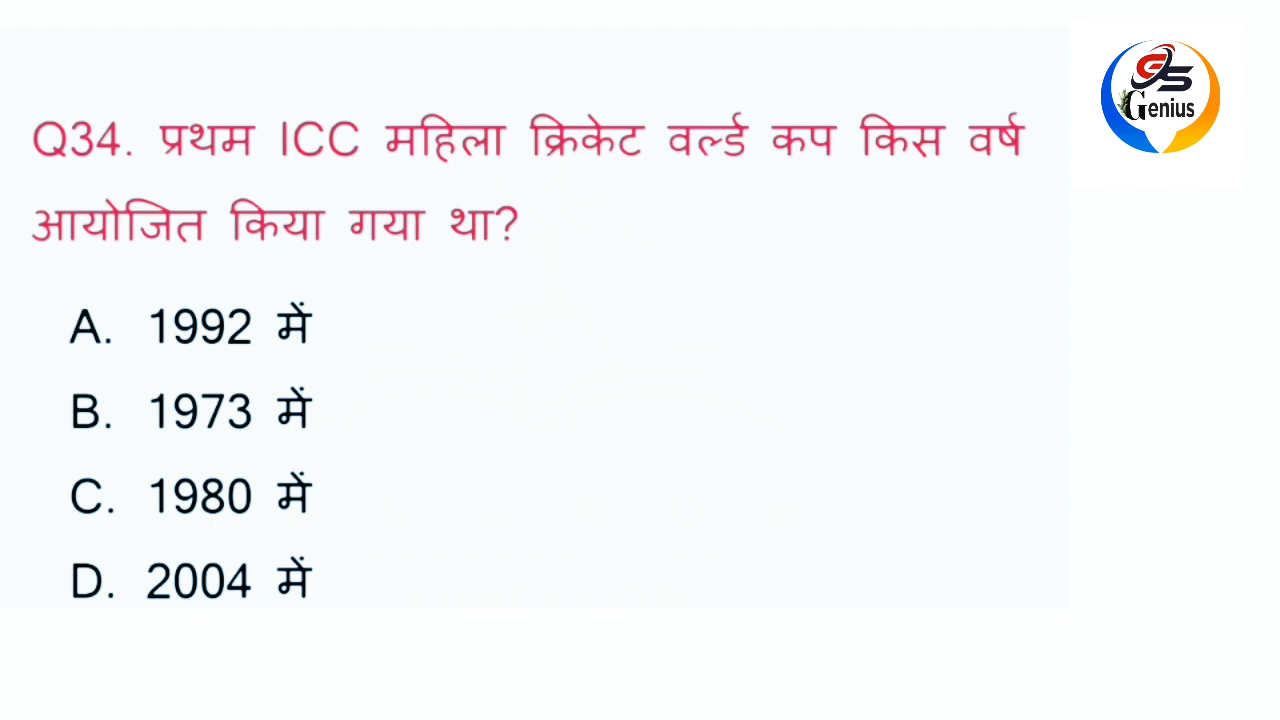 GS
Genius
Q34. प्रथम ICC महिला क्रिकेट वर्ल्ड कप किस वर्ष
आयोजित किया गया था?
A. 1992 में
B. 1973 में
C. 1980 में
D. 2004 में